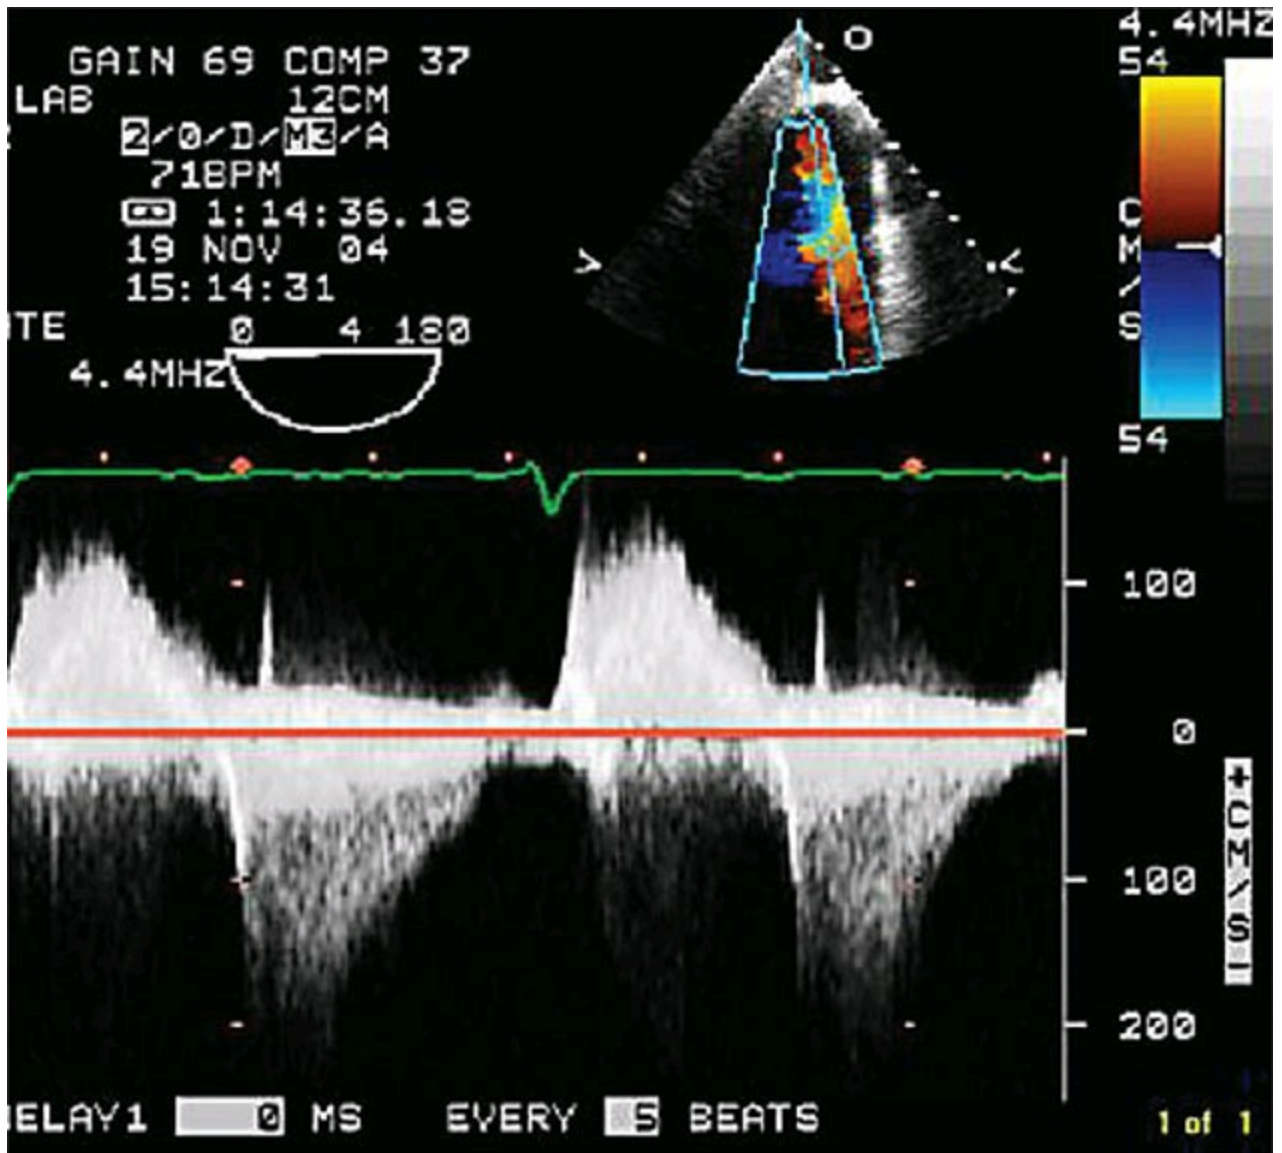 GAIN 69 COMP 37
LAB 12CM
2/0/D/M3/A
718PM
1:14:36.18
19 NOV 04
15:14:31
TE 0 4 180
4.4MHZ
4.4MHZ
54
CM/S
54
100
0
100
200
+CM/S-
ELAY1 0 MS EVERY 5 BEATS
1 of 1